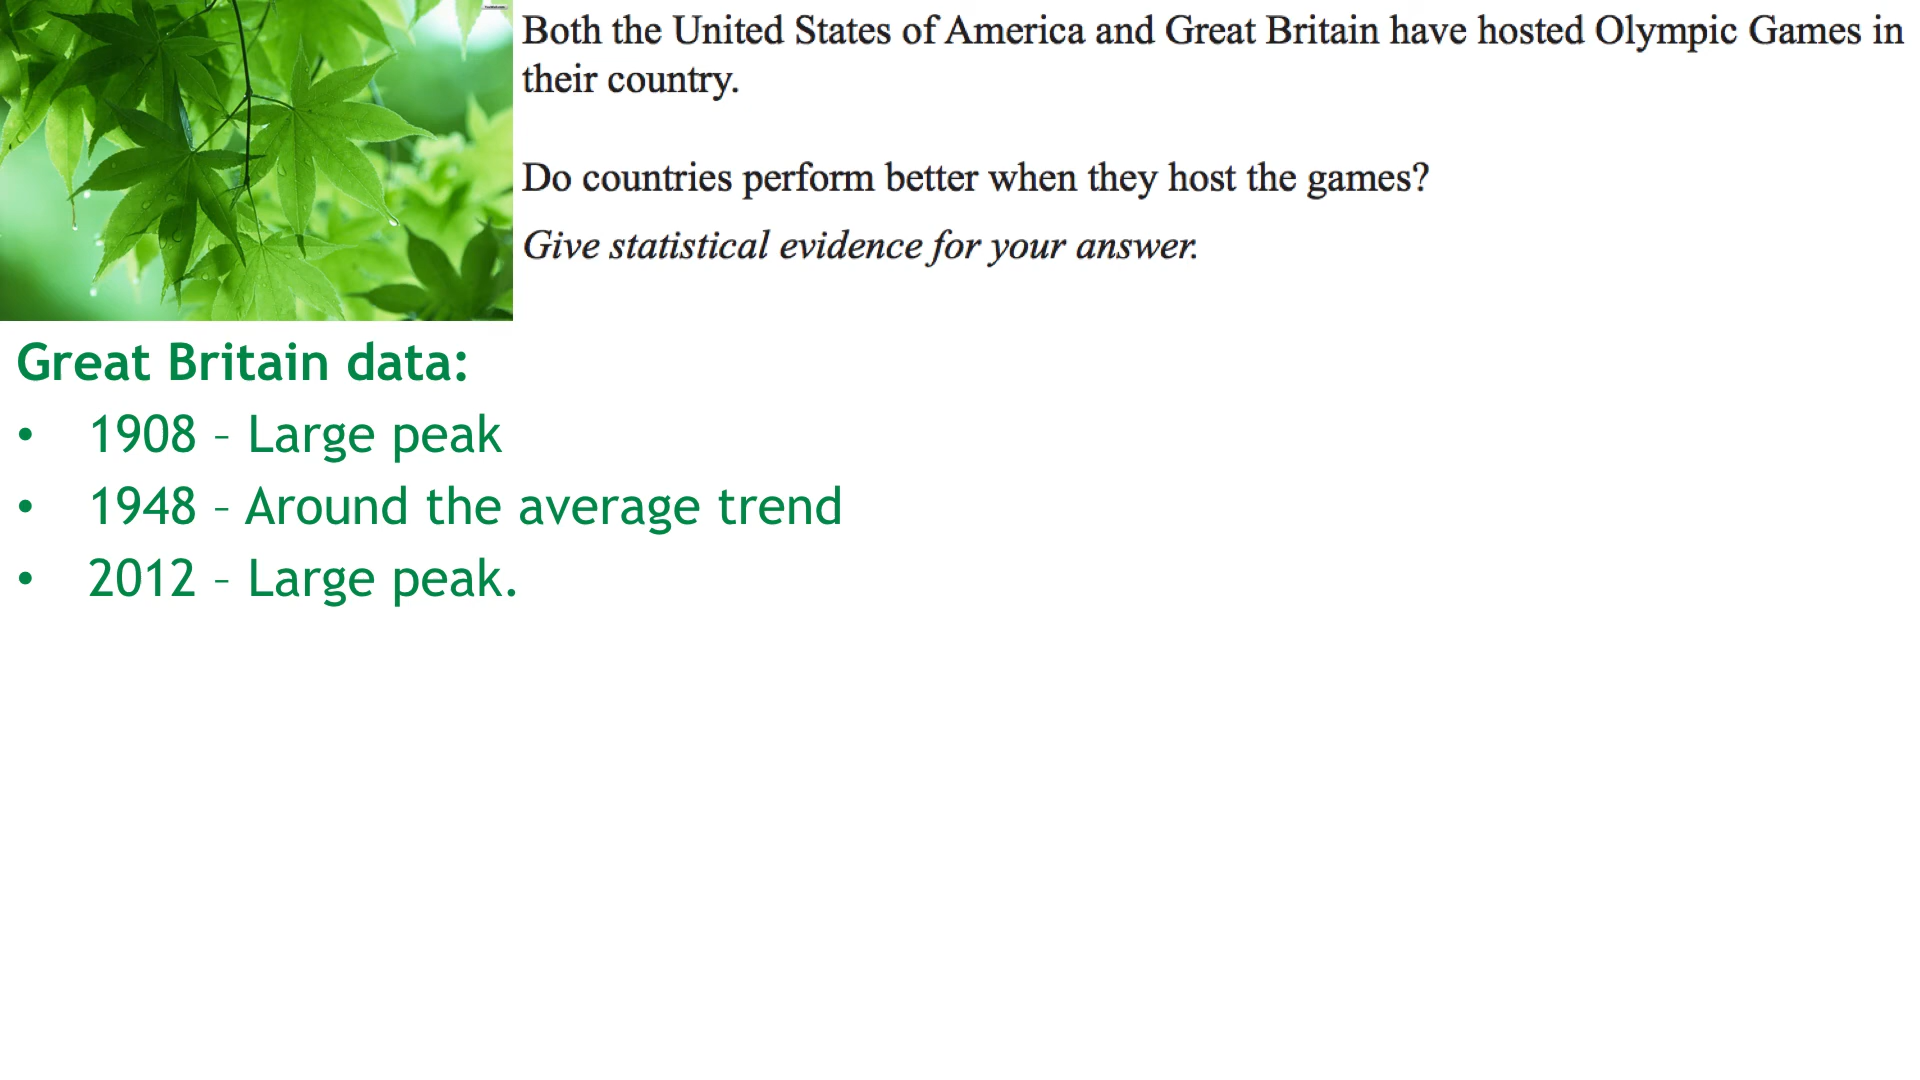 Both the United States of America and Great Britain have hosted Olympic Games in
their country.
Do countries perform better when they host the games?
Give statistical evidence for your answer.
Great Britain data:
• 1908 – Large peak
• 1948 – Around the average trend
• 2012 – Large peak.